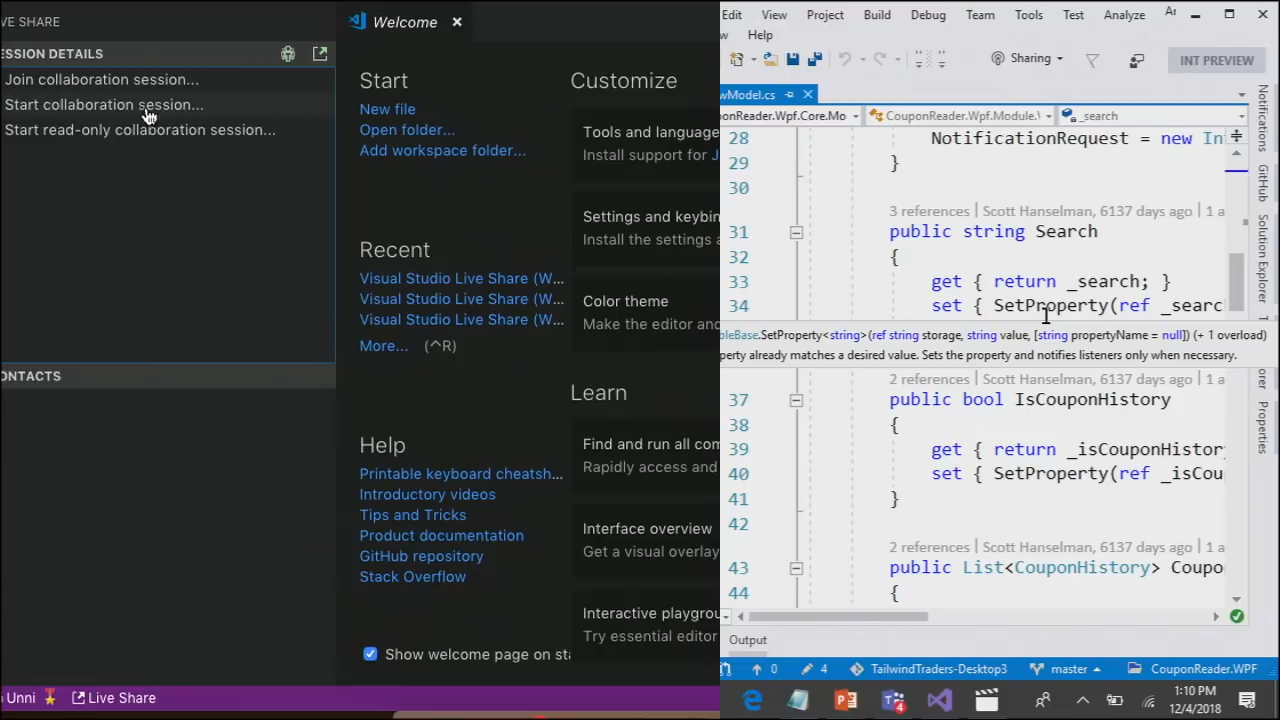 VE SHARE
ESSION DETAILS
Join collaboration session...
Start collaboration session...
Start read-only collaboration session...
ONTACTS
Unni
Live Share
Welcome
Start
New file
Open folder...
Add workspace folder...
Recent
Visual Studio Live Share (W...
Visual Studio Live Share (W...
Visual Studio Live Share (W...
More... (^R)
Help
Printable keyboard cheatsh...
Introductory videos
Tips and Tricks
Product documentation
GitHub repository
Stack Overflow
Show welcome page on sta
Customize
Tools and language
Install support for J
Settings and keybin
Install the settings a
Color theme
Make the editor and
Learn
Find and run all com
Rapidly access and
Interface overview
Get a visual overlay
Interactive playgrou
Try essential editor
Edit View Project Build Debug Team Tools Test Analyze Ar
w Help
Sharing
INT PREVIEW
wModel.cs
ponReader.Wpf.Core.Mo
CouponReader.Wpf.Module.V
_search
28 NotificationRequest = new Int
29 }
30
3 references | Scott Hanselman, 6137 days ago | 1 a
31 public string Search
32 {
33 get { return _search; }
34 set { SetProperty(ref _searc
bleBase.SetProperty<string>(ref string storage, string value, [string propertyName = null]) (+ 1 overload)
perty already matches a desired value. Sets the property and notifies listeners only when necessary.
2 references | Scott Hanselman, 6137 days ago | 1 a
37 public bool IsCouponHistory
38 {
39 get { return _isCouponHistory
40 set { SetProperty(ref _isCou
41 }
42
2 references | Scott Hanselman, 6137 days ago | 1 a
43 public List<CouponHistory> Coupo
44 {
Notifications
GitHub
Solution Explorer
T
orer
Properties
Output
0
4
TailwindTraders-Desktop3
master
CouponReader.WPF
4
1:10 PM
12/4/2018